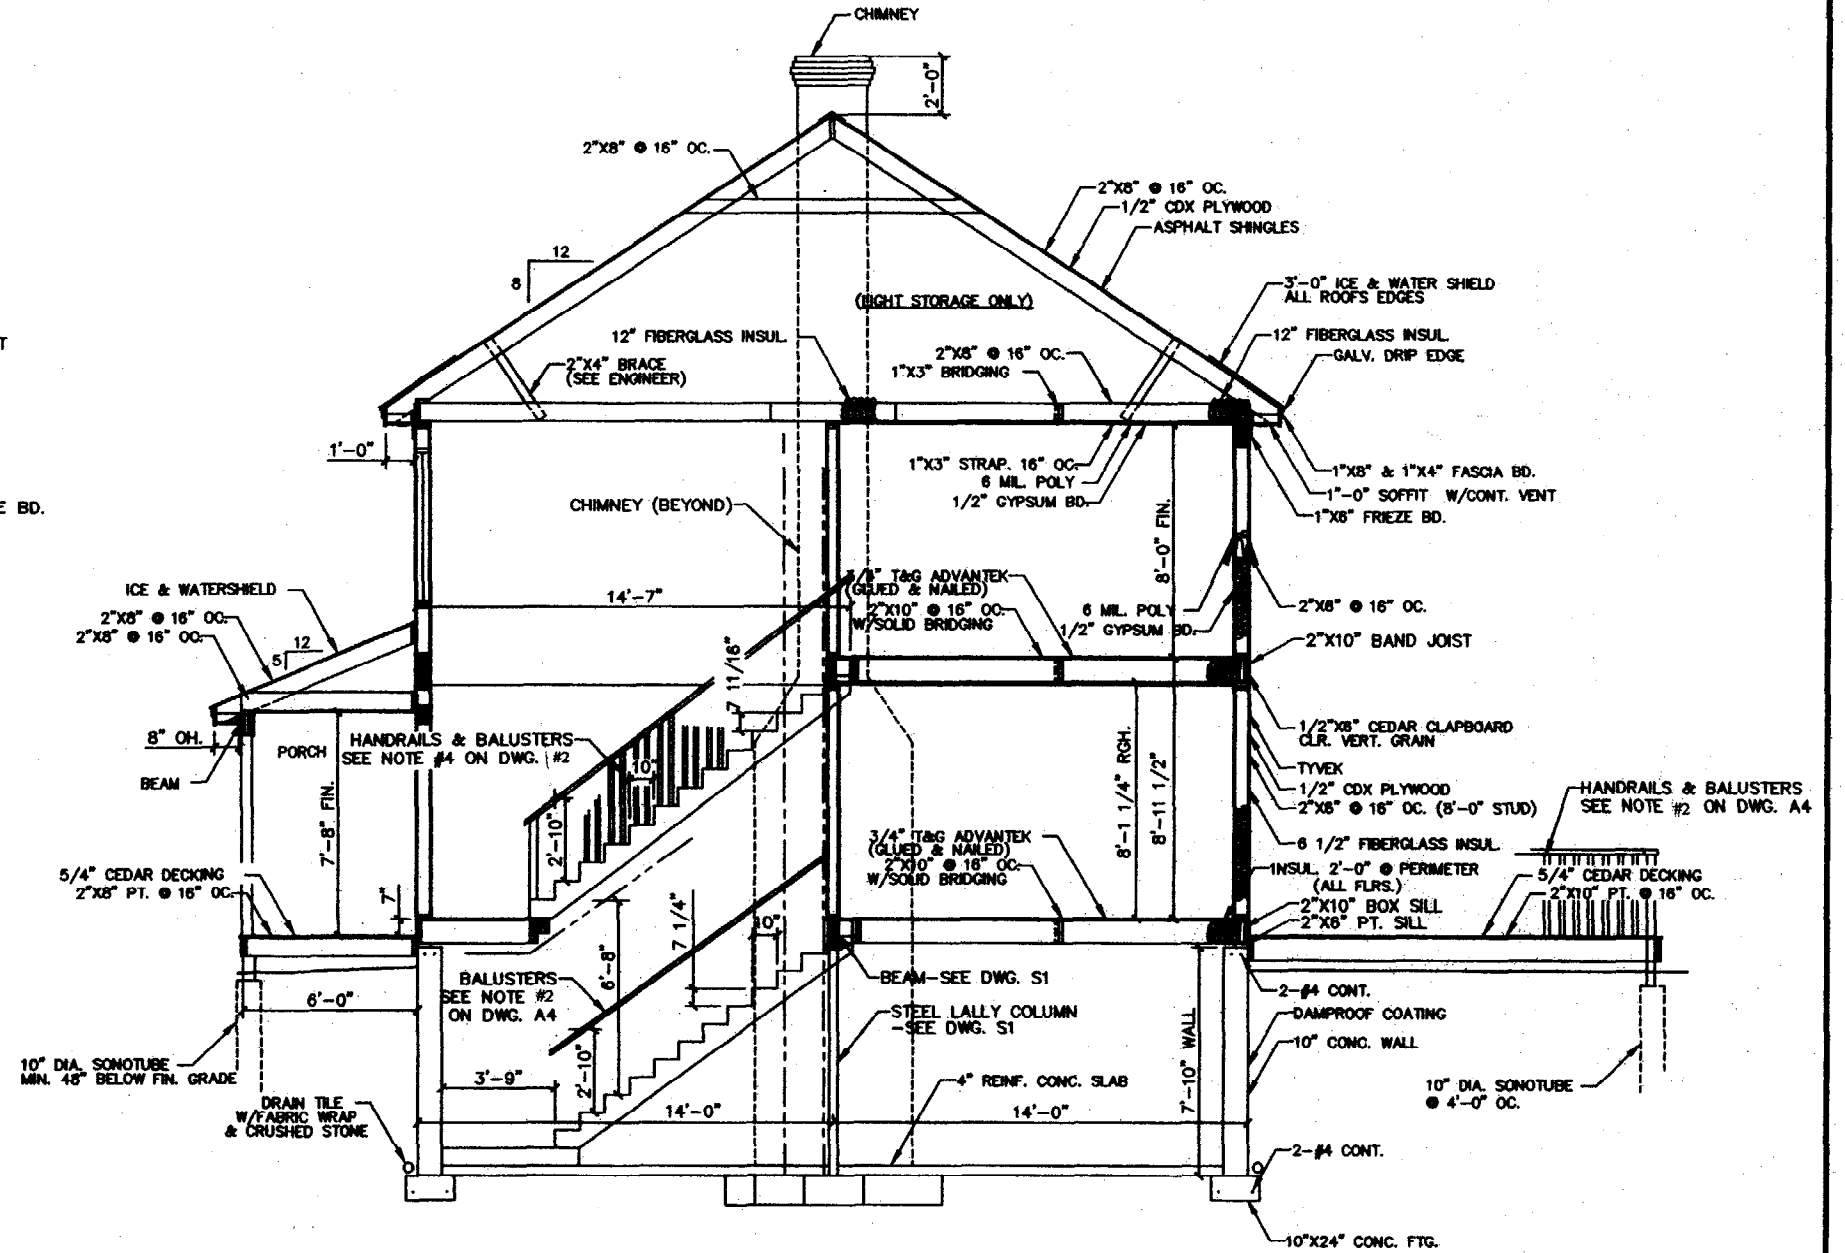 CHIMNEY
2'-0"
2"X8" @ 16" OC.
2"X8" @ 16" OC.
1/2" CDX PLYWOOD
ASPHALT SHINGLES
12
8
(LIGHT STORAGE ONLY)
3'-0" ICE & WATER SHIELD
ALL ROOFS EDGES
T
12" FIBERGLASS INSUL.
12" FIBERGLASS INSUL.
GALV. DRIP EDGE
2"X4" BRACE
(SEE ENGINEER)
2"X8" @ 16" OC.
1"X3" BRIDGING
1'-0"
1"X3" STRAP. 16" OC.
6 MIL. POLY
1/2" GYPSUM BD.
1"X8" & 1"X4" FASCIA BD.
1"-0" SOFFIT W/CONT. VENT
1"X6" FRIEZE BD.
E BD.
CHIMNEY (BEYOND)
8'-0" FIN.
ICE & WATERSHIELD
2"X8" @ 16" OC.
2"X8" @ 16" OC.
12
5
14'-7"
3/4" T&G ADVANTEK
(GLUED & NAILED)
2"X10" @ 16" OC.
W/SOLID BRIDGING
6 MIL. POLY
1/2" GYPSUM BD.
2"X6" @ 16" OC.
2"X10" BAND JOIST
7 11/16"
8" OH.
PORCH
BEAM
HANDRAILS & BALUSTERS
SEE NOTE #4 ON DWG. #2
10"
1/2"X6" CEDAR CLAPBOARD
CLR. VERT. GRAIN
TYVEK
1/2" CDX PLYWOOD
2"X6" @ 16" OC. (8'-0" STUD)
6 1/2" FIBERGLASS INSUL.
INSUL. 2'-0" @ PERIMETER
(ALL FLRS.)
2"X10" BOX SILL
2"X6" PT. SILL
HANDRAILS & BALUSTERS
SEE NOTE #2 ON DWG. A4
5/4" CEDAR DECKING
2"X10" PT. @ 16" OC.
7'-8" FIN.
2'-10"
8'-1 1/4" RGH.
8'-11 1/2"
5/4" CEDAR DECKING
2"X8" PT. @ 16" OC.
7"
3/4" T&G ADVANTEK
(GLUED & NAILED)
2"X10" @ 16" OC.
W/SOLID BRIDGING
10"
7 1/4"
6'-8"
BALUSTERS
SEE NOTE #2
ON DWG. A4
BEAM-SEE DWG. S1
STEEL LALLY COLUMN
-SEE DWG. S1
6'-0"
2-#4 CONT.
DAMPROOF COATING
10" CONC. WALL
7'-10" WALL
10" DIA. SONOTUBE
MIN. 48" BELOW FIN. GRADE
3'-9"
2'-10"
4" REINF. CONC. SLAB
10" DIA. SONOTUBE
@ 4'-0" OC.
DRAIN TILE
W/FABRIC WRAP
& CRUSHED STONE
14'-0"
14'-0"
2-#4 CONT.
10"X24" CONC. FTG.